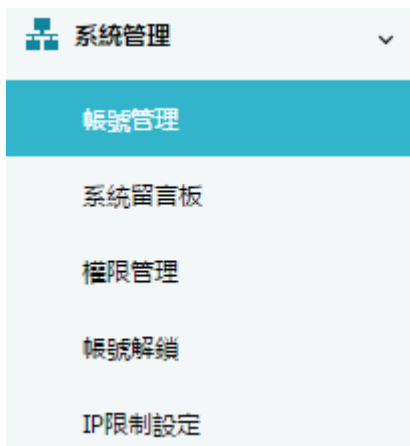 系統管理
帳號管理
系統留言板
權限管理
帳號解鎖
IP限制設定